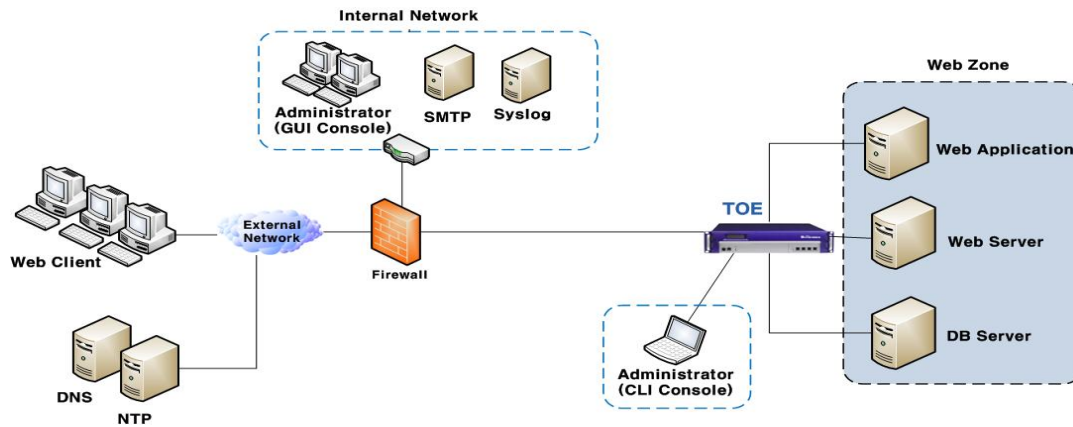 Internal Network
Administrator
(GUI Console)
SMTP
Syslog
Web Zone
Web Application
TOE
Web Client
External
Network
Firewall
Web Server
DNS
NTP
Administrator
(CLI Console)
DB Server